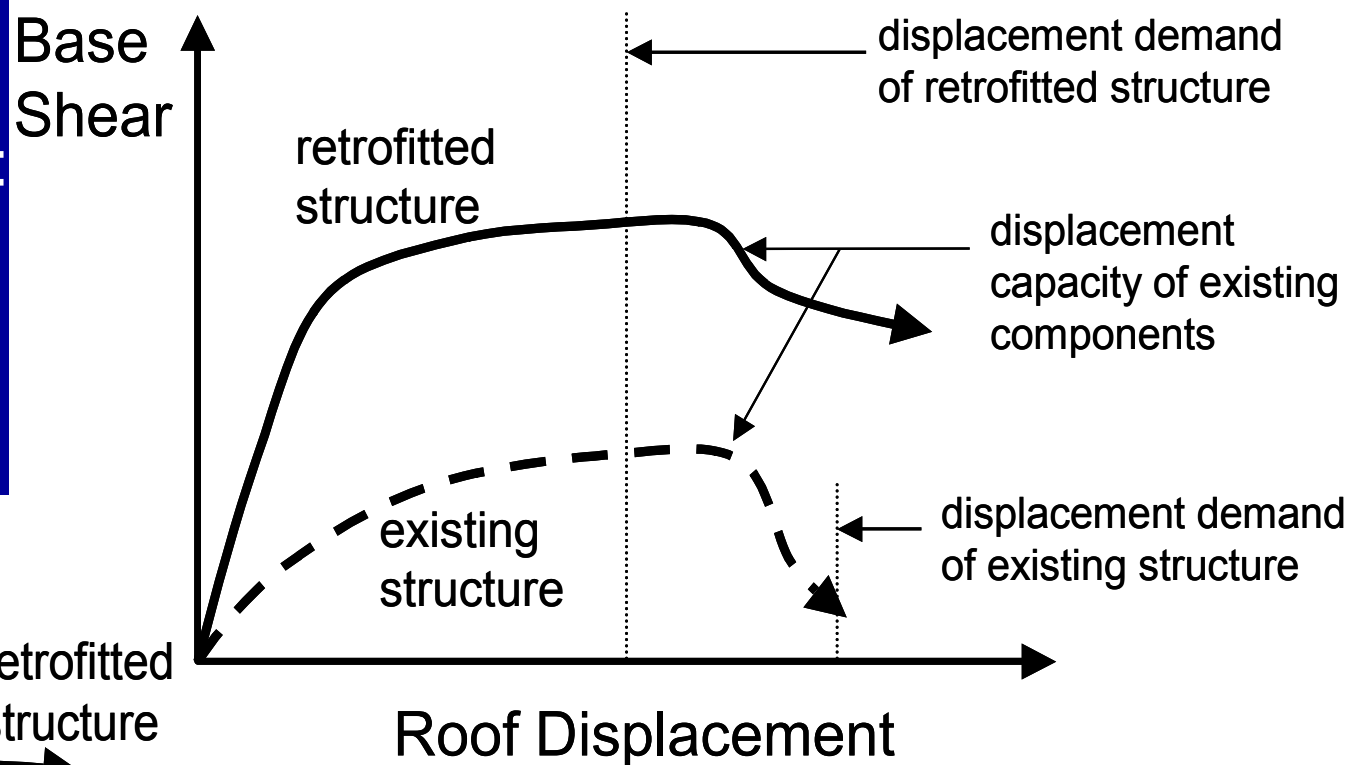 Base
Shear
displacement demand
of retrofitted structure
retrofitted
structure
displacement
capacity of existing
components
existing
structure
displacement demand
of existing structure
etrofitted
tructure
Roof Displacement